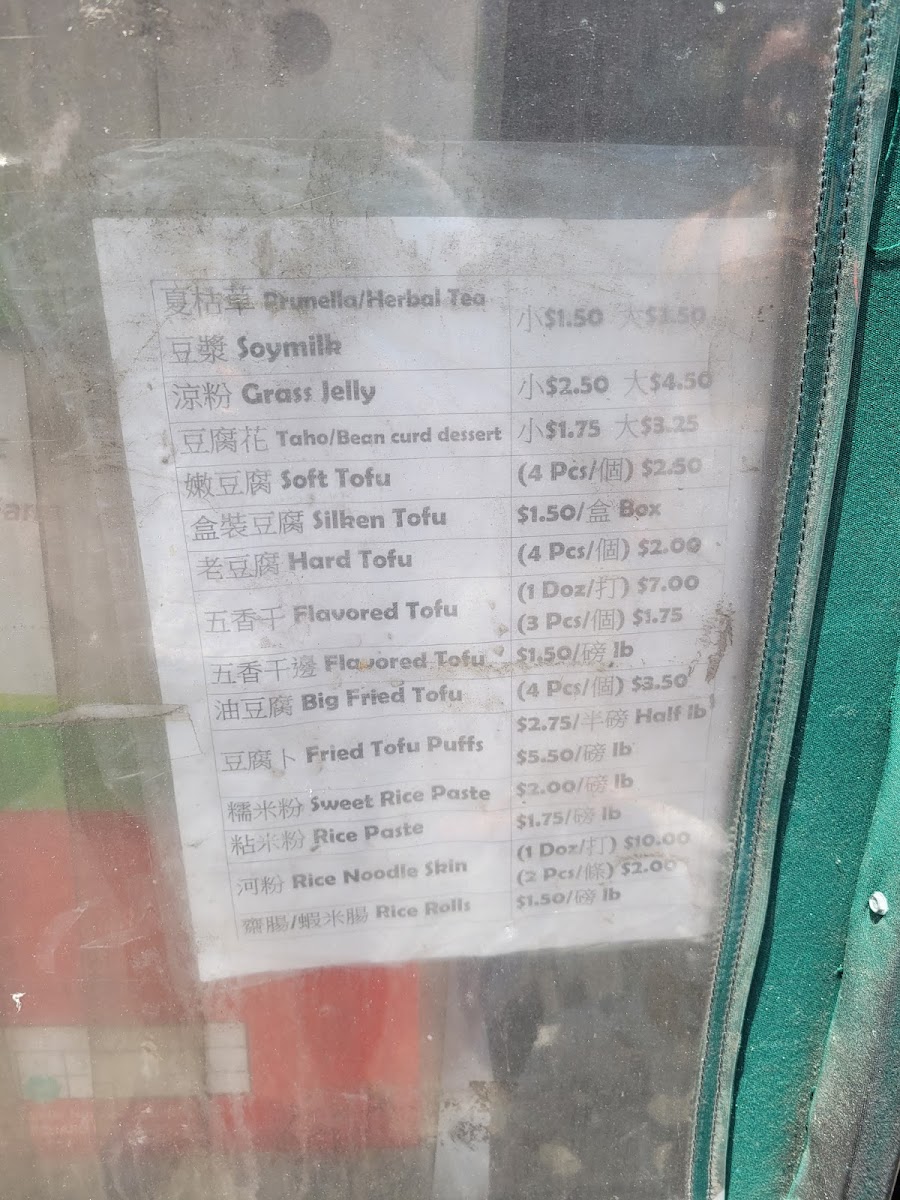 夏枯草 Prunella/Herbal Tea
豆漿 Soymilk
小$1.50 大$3.50
涼粉 Grass Jelly 小$2.50 大$4.50
豆腐花 Taho/Bean curd dessert 小$1.75 大$3.25
嫩豆腐 Soft Tofu (4 Pcs/個) $2.50
盒裝豆腐 Silken Tofu $1.50/盒 Box
老豆腐 Hard Tofu (4 Pcs/個) $2.00
五香干 Flavored Tofu (1 Doz/打) $7.00
(3 Pcs/個) $1.75
五香干邊 Flavored Tofu $1.50/磅 lb
油豆腐 Big Fried Tofu (4 Pcs/個) $3.50
豆腐卜 Fried Tofu Puffs $2.75/半磅 Half lb
$5.50/磅 lb
糯米粉 Sweet Rice Paste $2.00/磅 lb
粘米粉 Rice Paste $1.75/磅 lb
河粉 Rice Noodle Skin (1 Doz/打) $10.00
(2 Pcs/條) $2.00
齋腸/蝦米腸 Rice Rolls $1.50/磅 lb